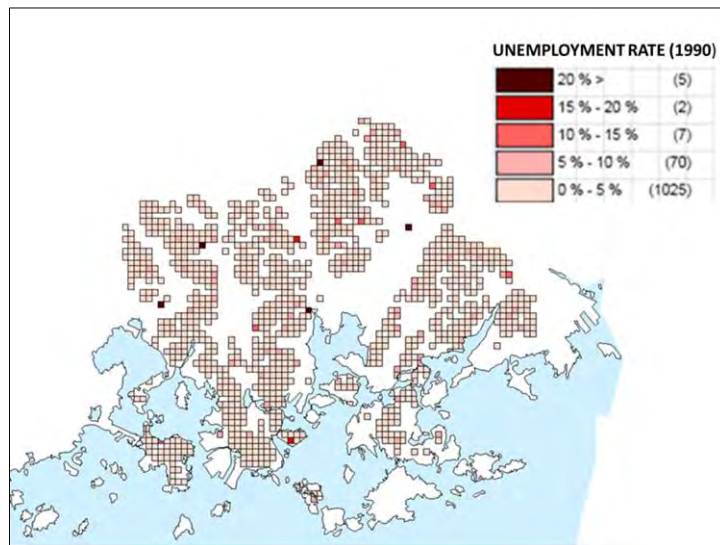 UNEMPLOYMENT RATE (1990)
20 % > (5)
15 % - 20 % (2)
10 % - 15 % (7)
5 % - 10 % (70)
0 % - 5 % (1025)